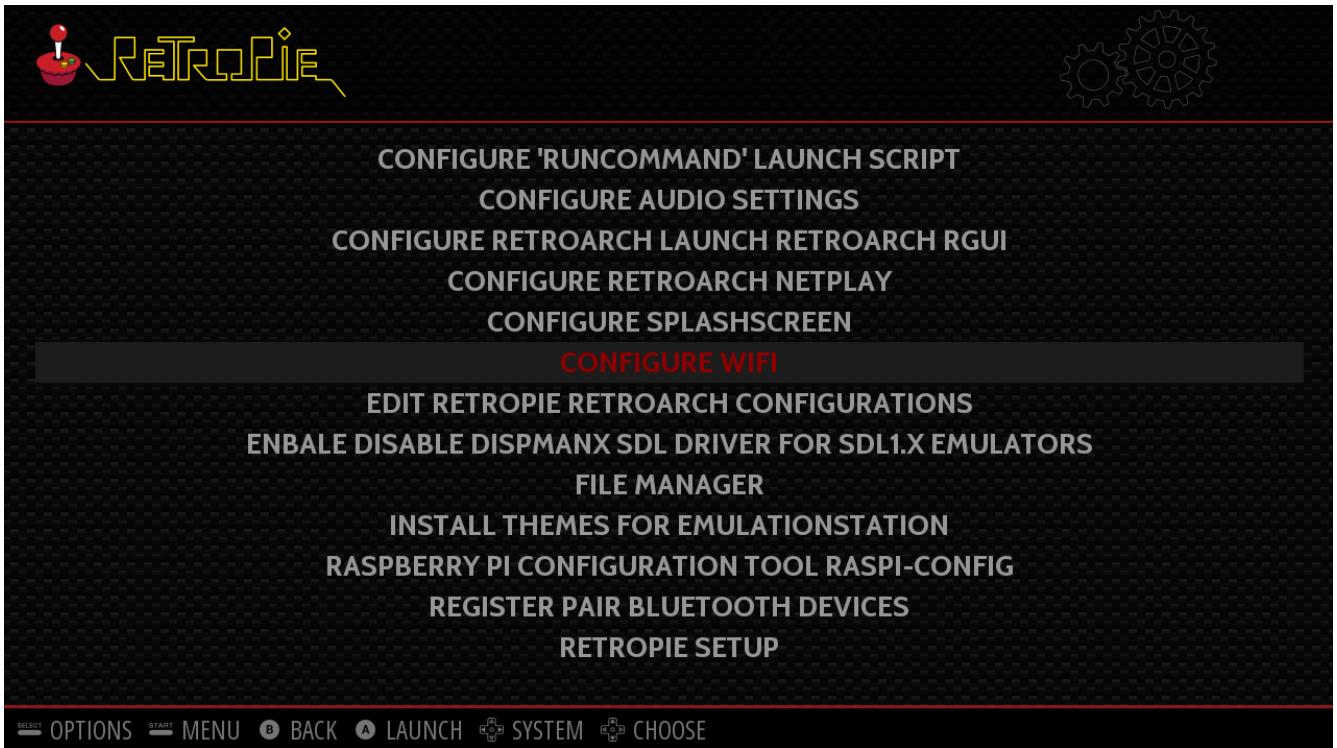 RETROPIE
CONFIGURE 'RUNCOMMAND' LAUNCH SCRIPT
CONFIGURE AUDIO SETTINGS
CONFIGURE RETROARCH LAUNCH RETROARCH RGUI
CONFIGURE RETROARCH NETPLAY
CONFIGURE SPLASHSCREEN
CONFIGURE WIFI
EDIT RETROPIE RETROARCH CONFIGURATIONS
ENBALE DISABLE DISPMANX SDL DRIVER FOR SDL1.X EMULATORS
FILE MANAGER
INSTALL THEMES FOR EMULATIONSTATION
RASPBERRY PI CONFIGURATION TOOL RASPI-CONFIG
REGISTER PAIR BLUETOOTH DEVICES
RETROPIE SETUP
SELECT OPTIONS START MENU B BACK A LAUNCH SYSTEM CHOOSE